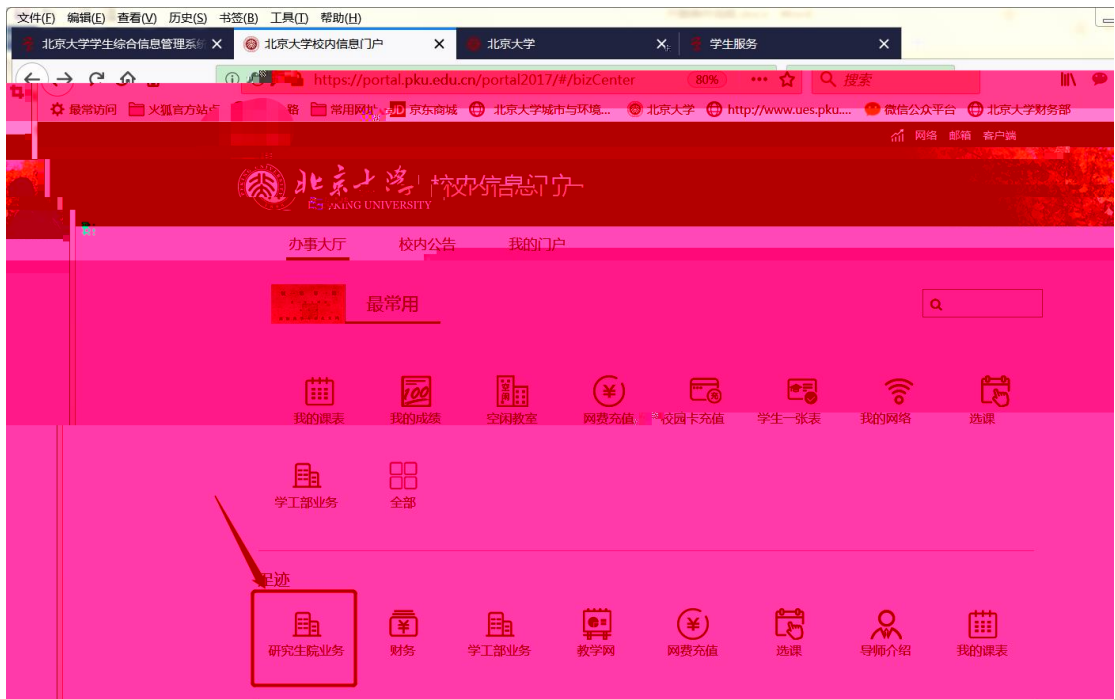 文件(F) 编辑(E) 查看(V) 历史(S) 书签(B) 工具(T) 帮助(H)
北京大学学生综合信息管理系统 北京大学校内信息门户 北京大学 学生服务
https://portal.pku.edu.cn/portal2017/#/bizCenter 80% 搜索
最常访问 火狐官方站点 常用网址 JD 京东商城 北京大学城市与环境... 北京大学 http://www.ues.pku.... 微信公众平台 北京大学财务部
网络 邮箱 客户端
北京大学 校内信息门户
UNIVERSITY
办事大厅 校内公告 我的门户
最常用
我的课表 我的成绩 空闲教室 网费充值 校园卡充值 学生一张表 我的网络 选课
学工部业务 全部
足迹
研究生院业务 财务 学工部业务 教学网 网费充值 选课 导师介绍 我的课表